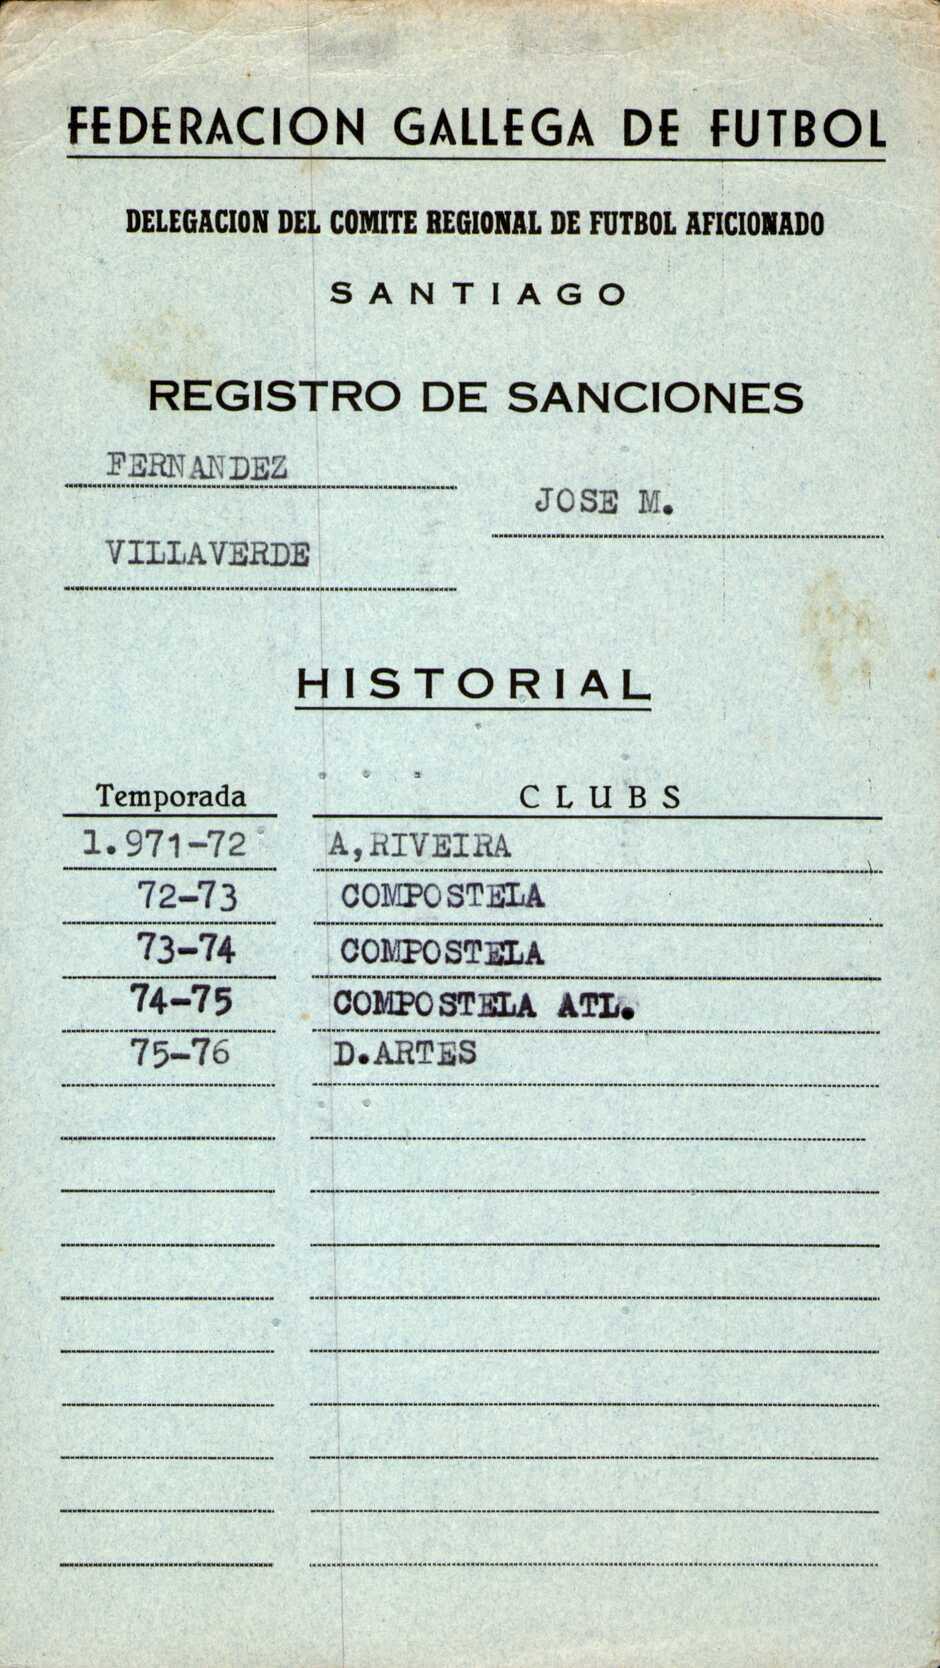 FEDERACION GALLEGA DE FUTBOL
DELEGACION DEL COMITE REGIONAL DE FUTBOL AFICIONADO
SANTIAGO
REGISTRO DE SANCIONES
FERNANDEZ
JOSE M.
VILLAVERDE
HISTORIAL
Temporada CLUBS
1.971-72 A,RIVEIRA
72-73 COMPOSTELA
73-74 COMPOSTELA
74-75 COMPOSTELA ATL.
75-76 D.ARTES